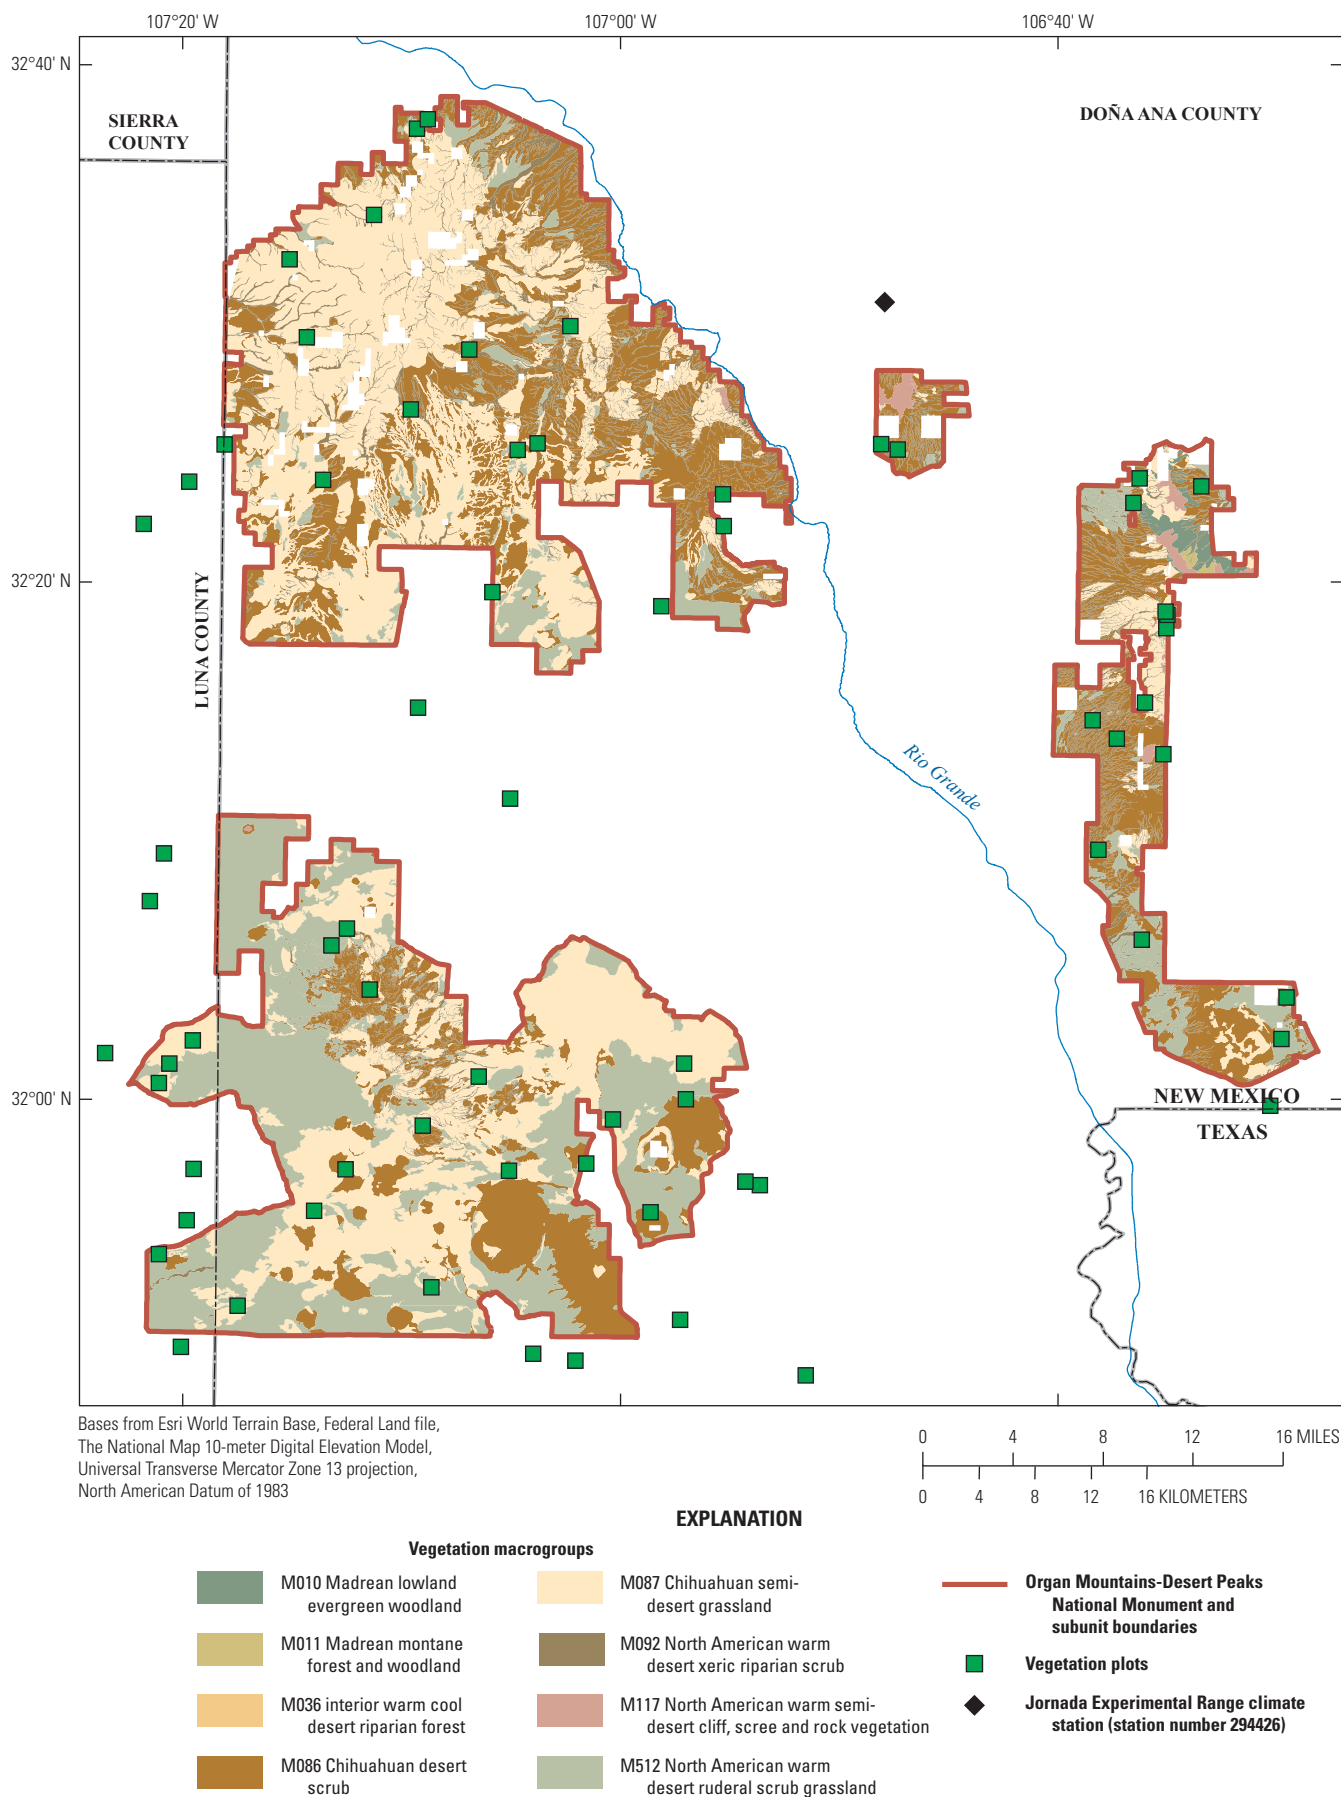 107°20' W
107°00' W
106°40' W
32°40' N
SIERRA
COUNTY
DOÑA ANA COUNTY
32°20' N
LUNA COUNTY
Rio Grande
32°00' N
NEW MEXICO
TEXAS
Bases from Esri World Terrain Base, Federal Land file,
The National Map 10-meter Digital Elevation Model,
Universal Transverse Mercator Zone 13 projection,
North American Datum of 1983
0 4 8 12 16 MILES
0 4 8 12 16 KILOMETERS
EXPLANATION
Vegetation macrogroups
M010 Madrean lowland
evergreen woodland
M011 Madrean montane
forest and woodland
M036 interior warm cool
desert riparian forest
M086 Chihuahuan desert
scrub
M087 Chihuahuan semi-
desert grassland
M092 North American warm
desert xeric riparian scrub
M117 North American warm semi-
desert cliff, scree and rock vegetation
M512 North American warm
desert ruderal scrub grassland
Organ Mountains-Desert Peaks
National Monument and
subunit boundaries
Vegetation plots
Jornada Experimental Range climate
station (station number 294426)